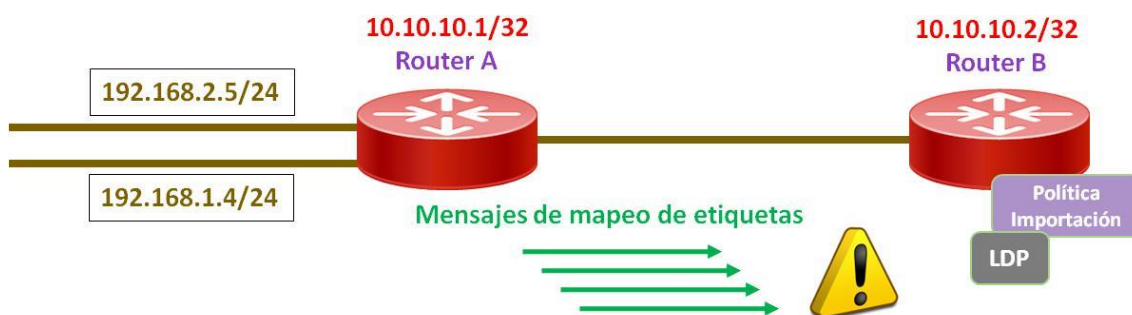 10.10.10.1/32
Router A
10.10.10.2/32
Router B
192.168.2.5/24
192.168.1.4/24
Mensajes de mapeo de etiquetas
Política
Importación
LDP